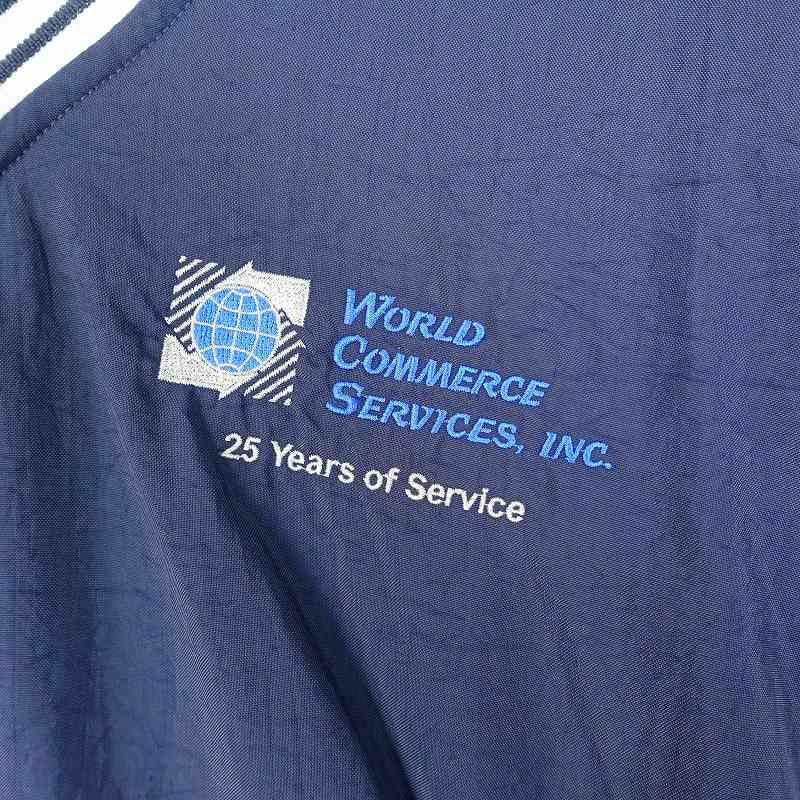 WORLD
COMMERCE
SERVICES, INC.
25 Years of Service